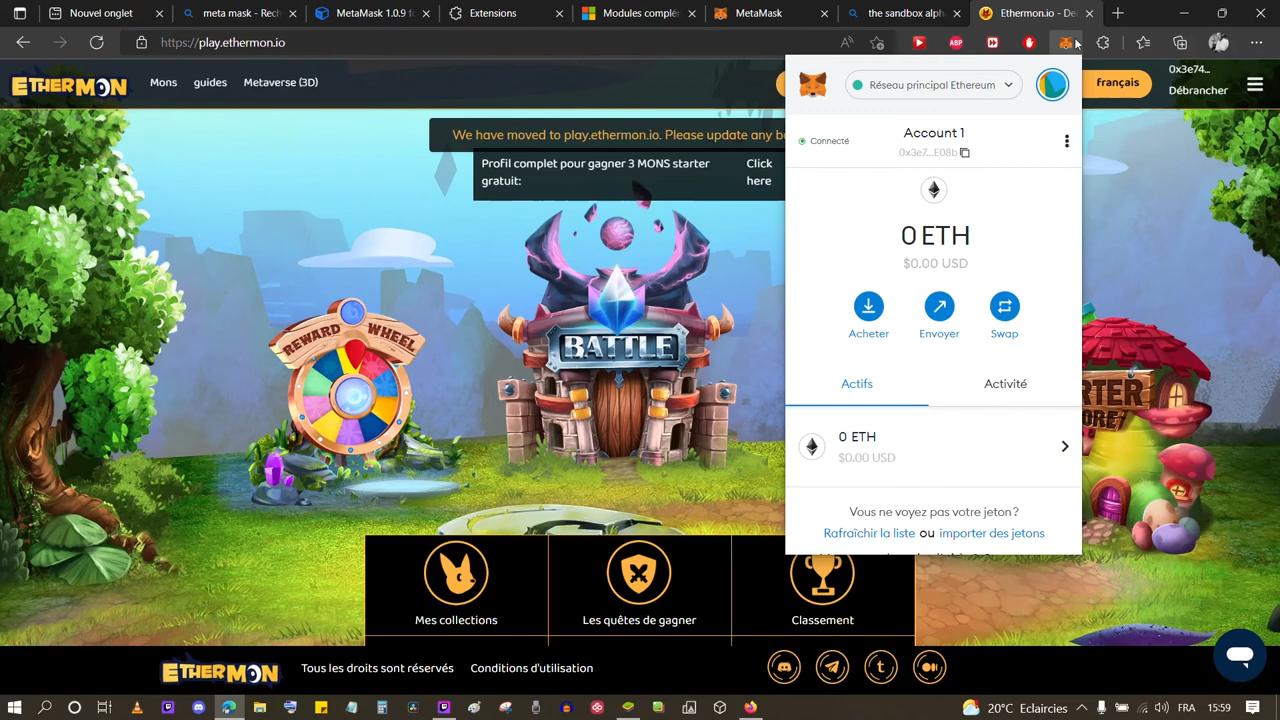 Nouvel onglet
meta mask - Rech
MetaMask 1.0.9 f
Extensions
Modules complé
MetaMask
the sandbox alph
Ethermon.io - De
https://play.ethermon.io
ETHERMON
Mons
guides
Metaverse (3D)
français
0x3e74...
Débrancher
We have moved to play.ethermon.io. Please update any b
Profil complet pour gagner 3 MONS starter
gratuit:
Click
here
Réseau principal Ethereum
Connecté
Account 1
0x3e7...E08b
0 ETH
$0.00 USD
Acheter
Envoyer
Swap
Actifs
Activité
0 ETH
$0.00 USD
Vous ne voyez pas votre jeton ?
Rafraîchir la liste ou importer des jetons
REWARD WHEEL
BATTLE
Mes collections
Les quêtes de gagner
Classement
ETHERMON
Tous les droits sont réservés
Conditions d'utilisation
20°C Eclaircies
FRA
15:59